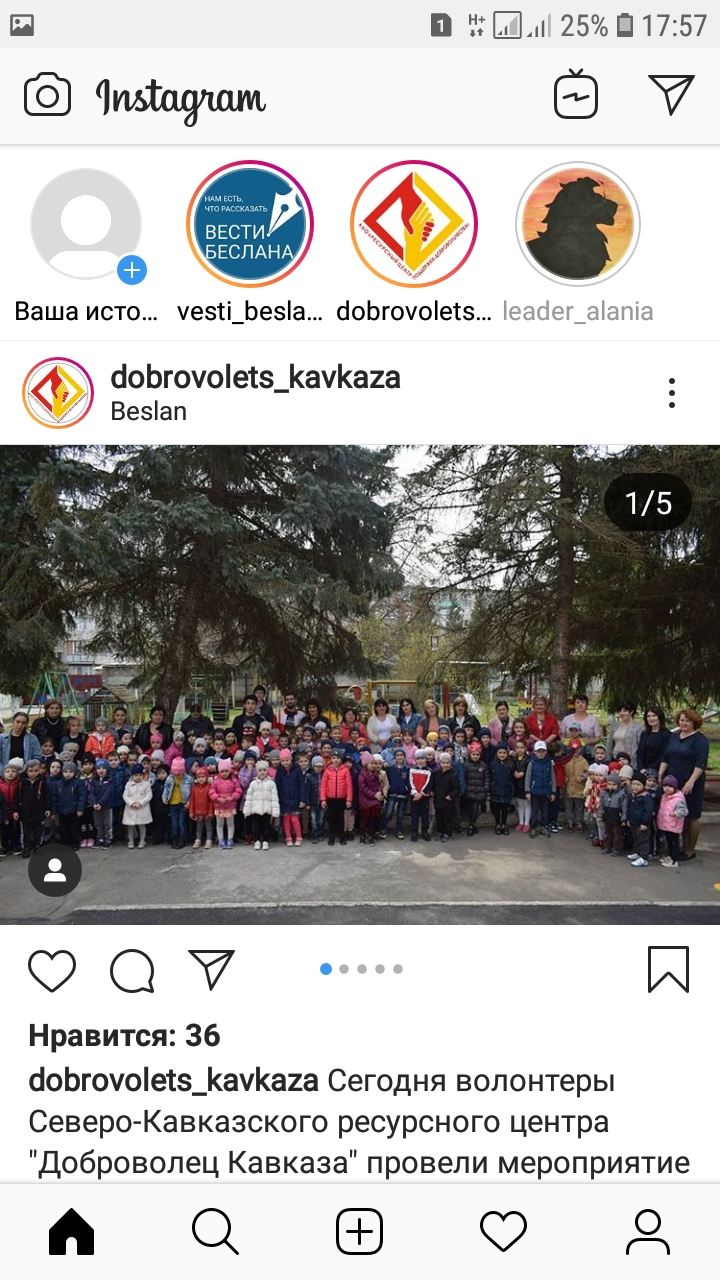 1 H+ 25% 17:57
Instagram
НАМ ЕСТЬ,
ЧТО РАССКАЗАТЬ
ВЕСТИ
БЕСЛАНА
Ваша исто... vesti_besla... dobrovolets... leader_alania
dobrovolets_kavkaza
Beslan
1/5
Нравится: 36
dobrovolets_kavkaza Сегодня волонтеры
Северо-Кавказского ресурсного центра
"Доброволец Кавказа" провели мероприятие